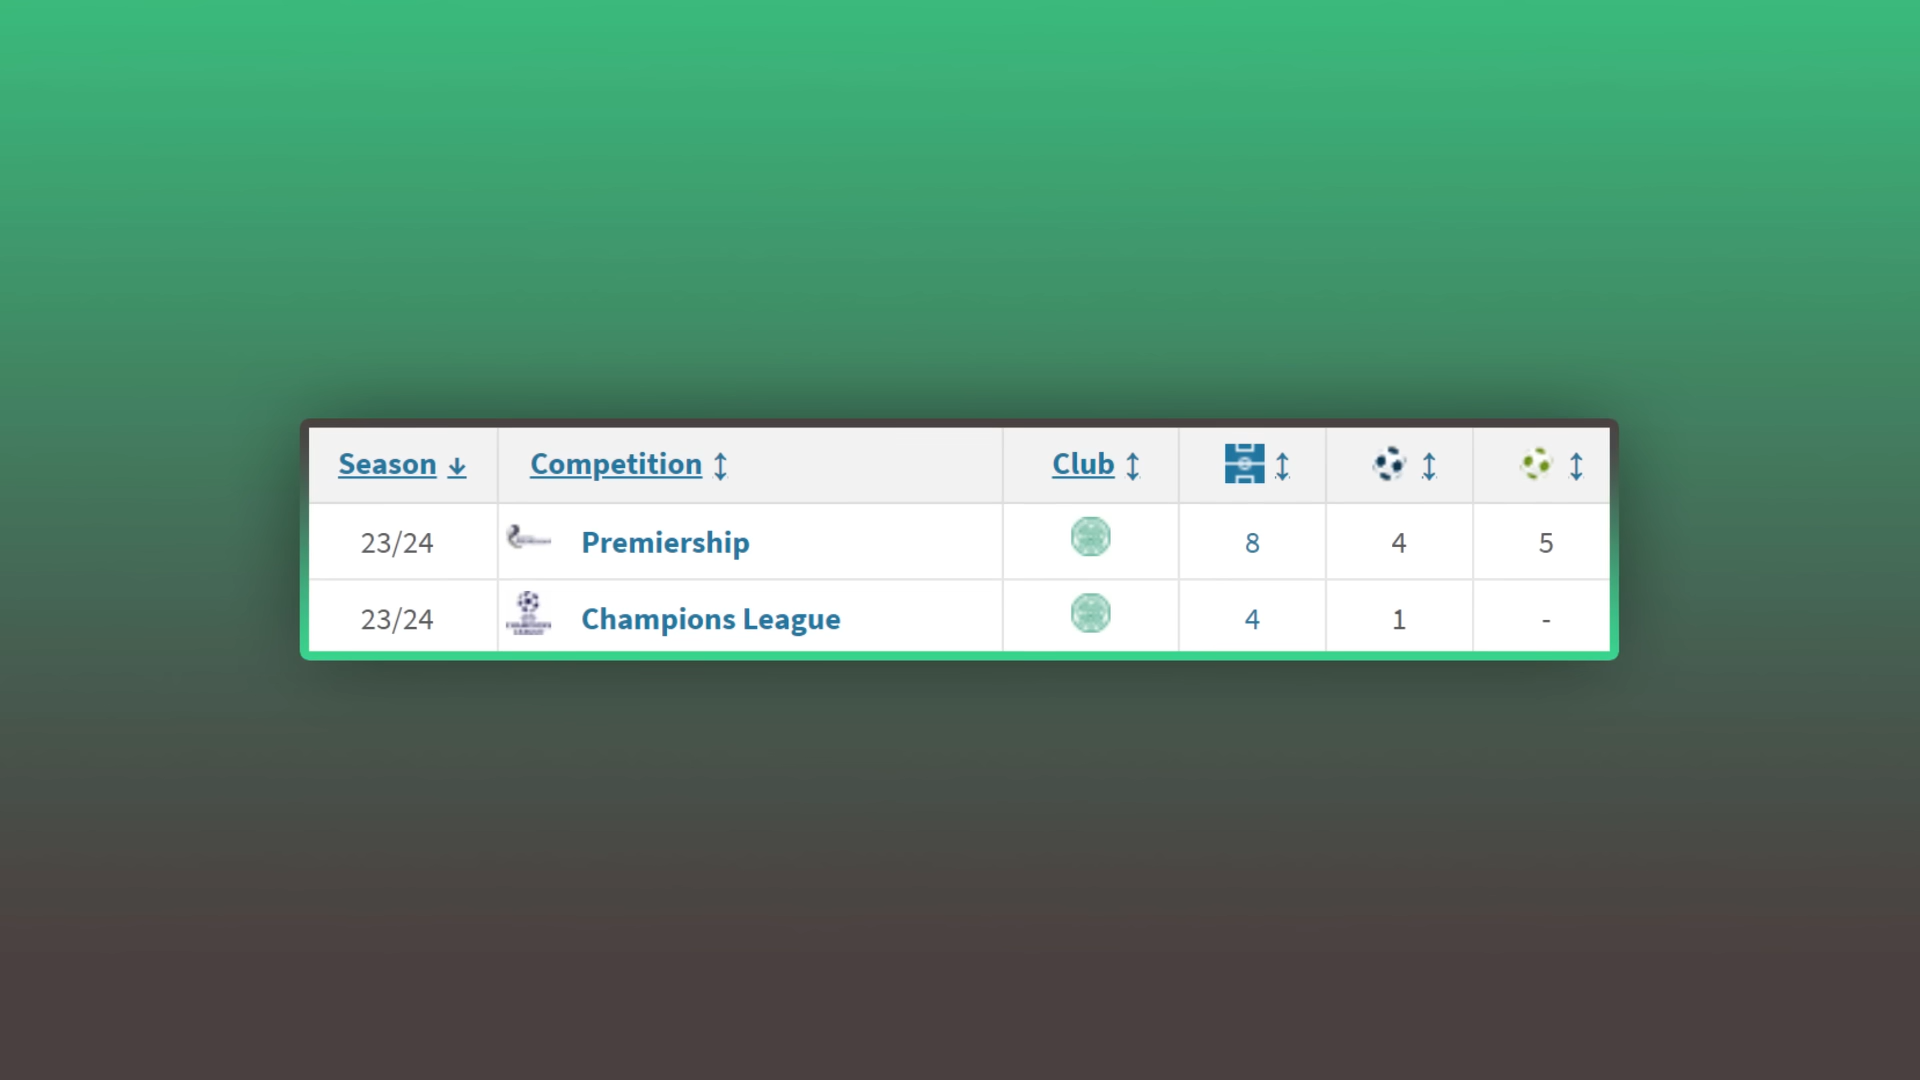 Season Competition Club
23/24 Premiership 8 4 5
23/24 Champions League 4 1 -